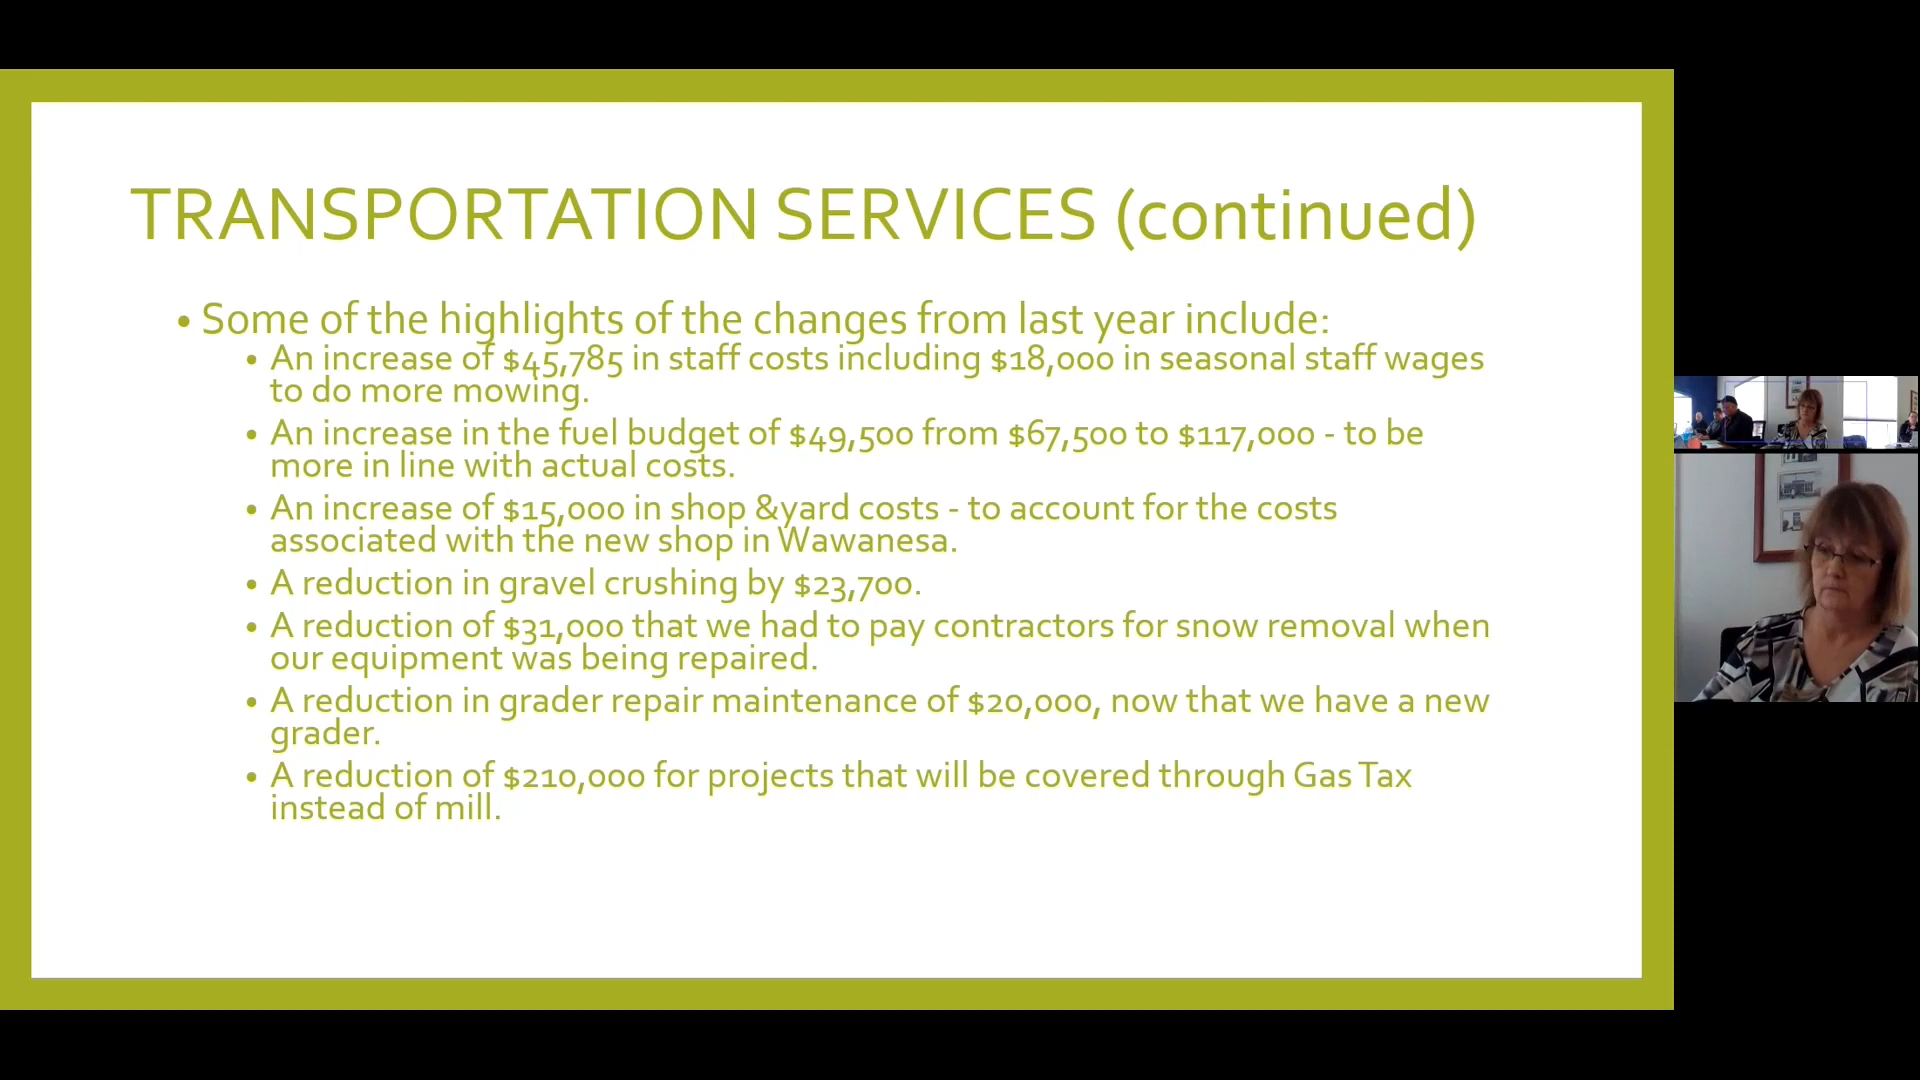 TRANSPORTATION SERVICES (continued)
• Some of the highlights of the changes from last year include:
• An increase of $45,785 in staff costs including $18,000 in seasonal staff wages
to do more mowing.
• An increase in the fuel budget of $49,500 from $67,500 to $117,000 - to be
more in line with actual costs.
• An increase of $15,000 in shop &yard costs - to account for the costs
associated with the new shop in Wawanesa.
• A reduction in gravel crushing by $23,700.
• A reduction of $31,000 that we had to pay contractors for snow removal when
our equipment was being repaired.
• A reduction in grader repair maintenance of $20,000, now that we have a new
grader.
• A reduction of $210,000 for projects that will be covered through Gas Tax
instead of mill.